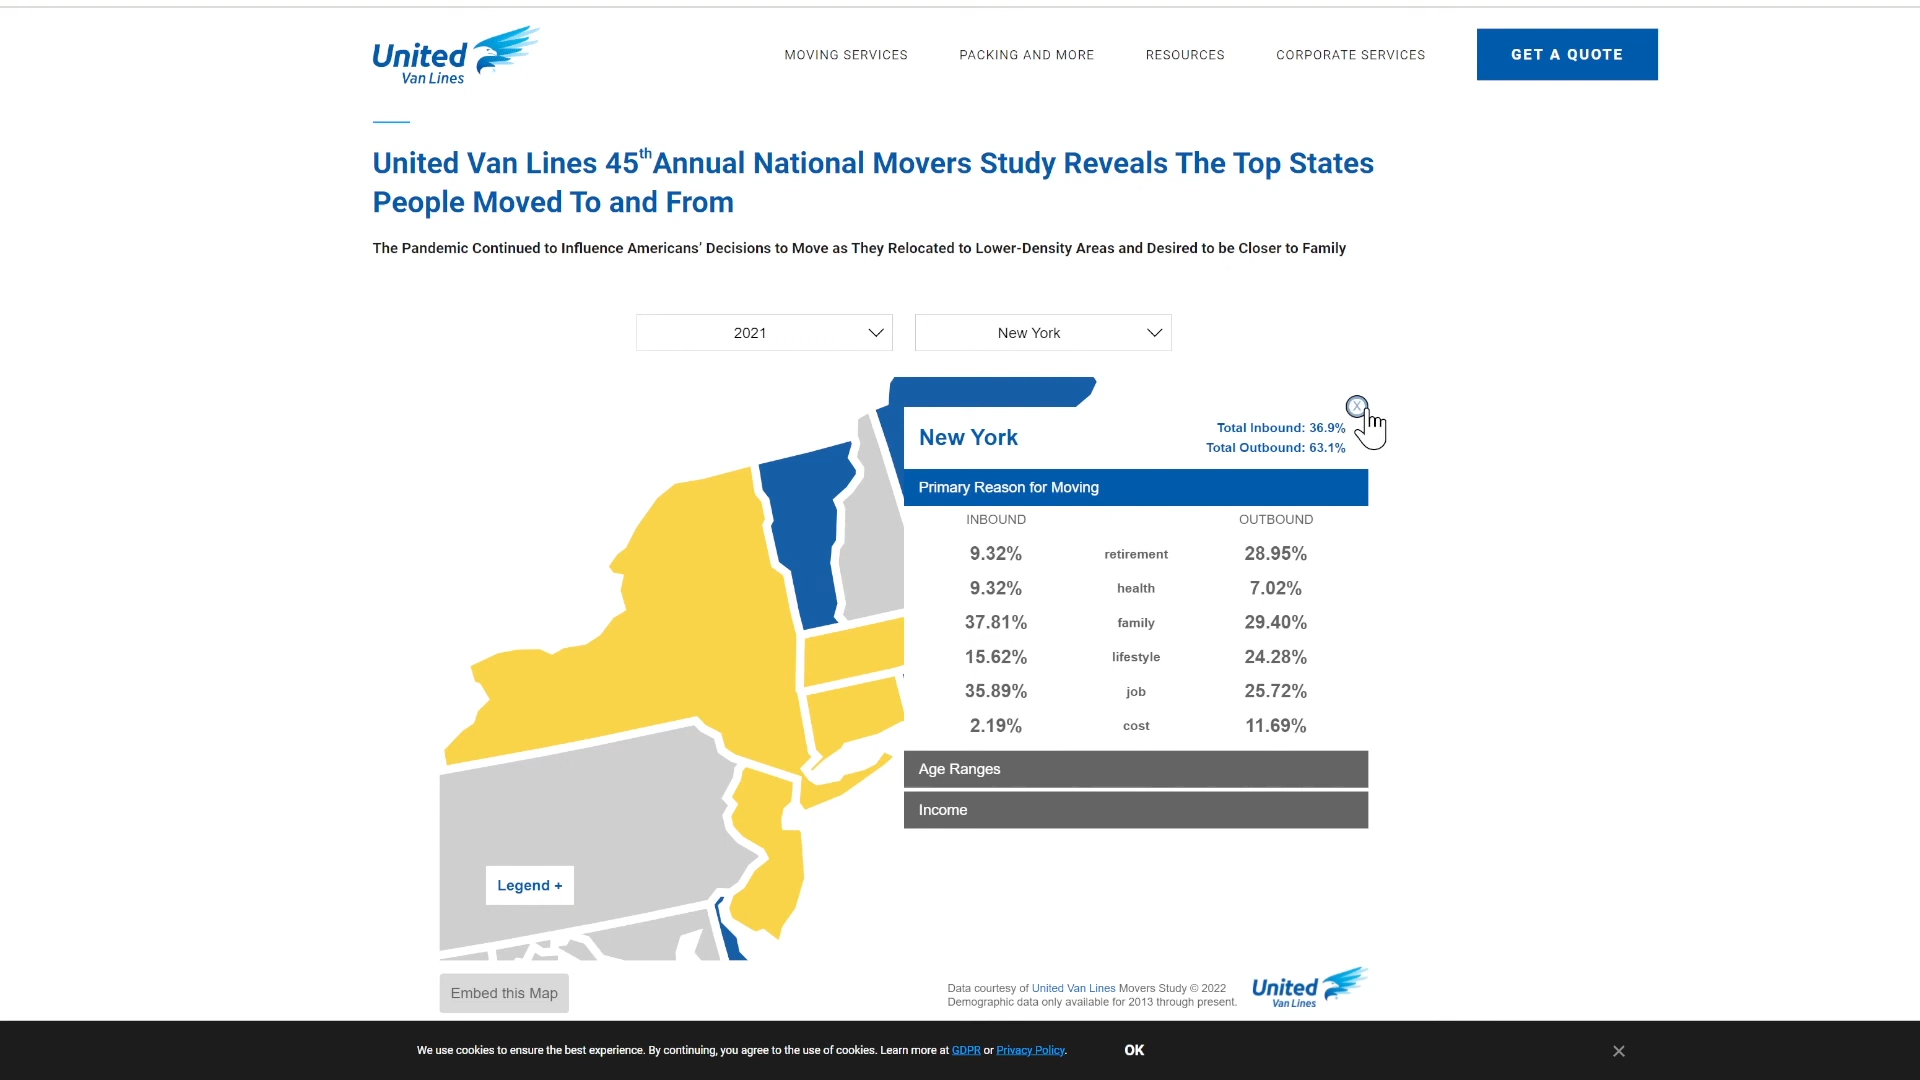 United
Van Lines
MOVING SERVICES
PACKING AND MORE
RESOURCES
CORPORATE SERVICES
GET A QUOTE
United Van Lines 45th Annual National Movers Study Reveals The Top States
People Moved To and From
The Pandemic Continued to Influence Americans' Decisions to Move as They Relocated to Lower-Density Areas and Desired to be Closer to Family
2021
New York
X
New York
Total Inbound: 36.9%
Total Outbound: 63.1%
Primary Reason for Moving
INBOUND OUTBOUND
9.32% retirement 28.95%
9.32% health 7.02%
37.81% family 29.40%
15.62% lifestyle 24.28%
35.89% job 25.72%
2.19% cost 11.69%
Age Ranges
Income
Legend +
Embed this Map
Data courtesy of United Van Lines Movers Study © 2022
Demographic data only available for 2013 through present.
United
Van Lines
We use cookies to ensure the best experience. By continuing, you agree to the use of cookies. Learn more at GDPR or Privacy Policy.
OK